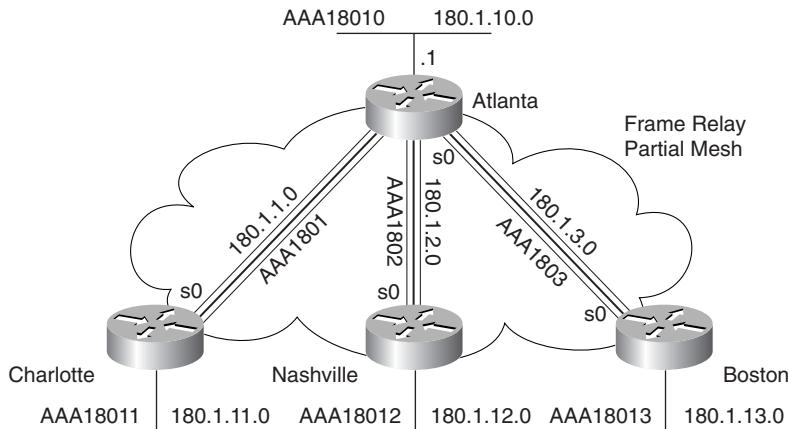 AAA18010 180.1.10.0
.1
Atlanta
Frame Relay
Partial Mesh
s0
180.1.1.0
AAA1801
AAA1802
180.1.2.0
180.1.3.0
AAA1803
s0
s0
s0
Charlotte
Nashville
Boston
AAA18011 180.1.11.0
AAA18012 180.1.12.0
AAA18013 180.1.13.0